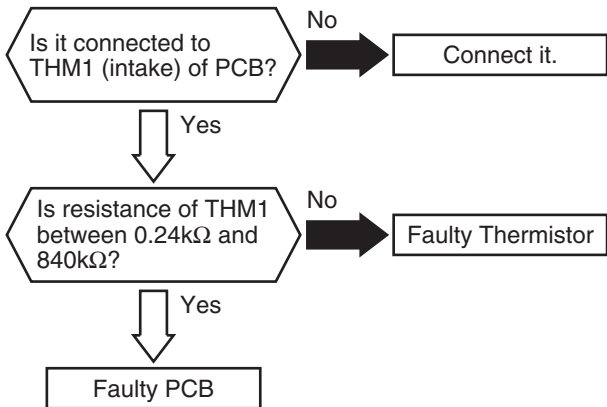 Is it connected to
THM1 (intake) of PCB?
No
Connect it.
Yes
Is resistance of THM1
between 0.24kΩ and
840kΩ?
No
Faulty Thermistor
Yes
Faulty PCB